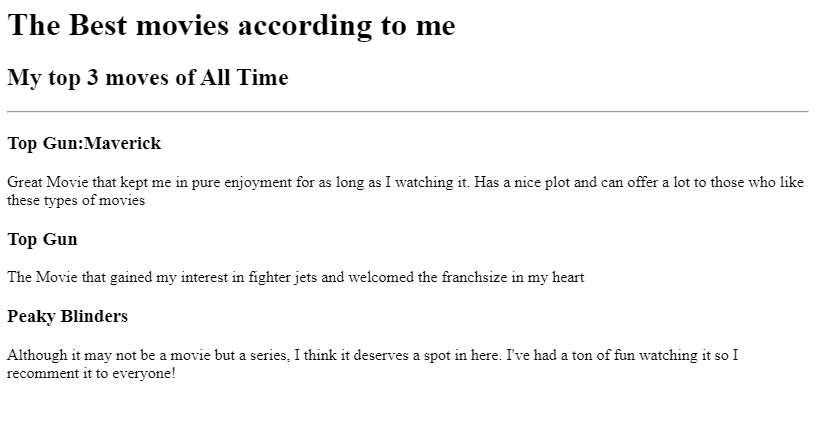 The Best movies according to me
My top 3 moves of All Time
Top Gun:Maverick
Great Movie that kept me in pure enjoyment for as long as I watching it. Has a nice plot and can offer a lot to those who like
these types of movies
Top Gun
The Movie that gained my interest in fighter jets and welcomed the franchsize in my heart
Peaky Blinders
Although it may not be a movie but a series, I think it deserves a spot in here. I've had a ton of fun watching it so I
recomment it to everyone!